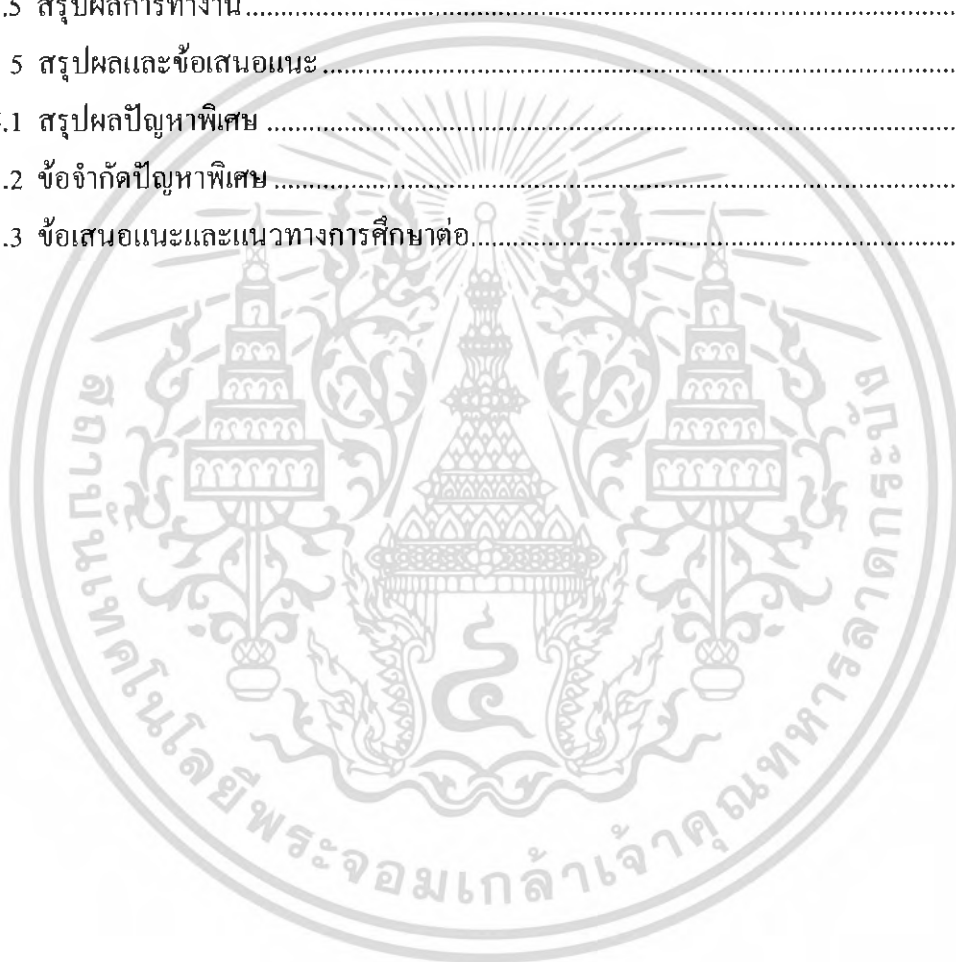 .5 สรุปผลการทำงาน
5 สรุปผลและข้อเสนอแนะ
.1 สรุปผลปัญหาพิเศษ
.2 ข้อจำกัดปัญหาพิเศษ
.3 ข้อเสนอแนะและแนวทางการศึกษาต่อ
สถาบันเทคโนโลยีพระจอมเกล้าเจ้าคุณทหารลาดกระบัง
๔